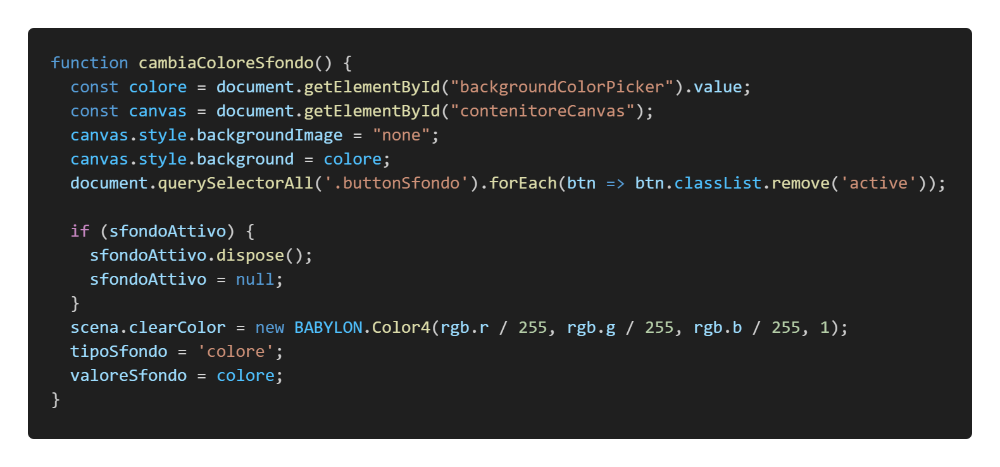 function cambiaColoreSfondo() {
  const colore = document.getElementById("backgroundColorPicker").value;
  const canvas = document.getElementById("contenitoreCanvas");
  canvas.style.backgroundImage = "none";
  canvas.style.background = colore;
  document.querySelectorAll('.buttonSfondo').forEach(btn => btn.classList.remove('active'));

  if (sfondoAttivo) {
    sfondoAttivo.dispose();
    sfondoAttivo = null;
  }
  scena.clearColor = new BABYLON.Color4(rgb.r / 255, rgb.g / 255, rgb.b / 255, 1);
  tipoSfondo = 'colore';
  valoreSfondo = colore;
}